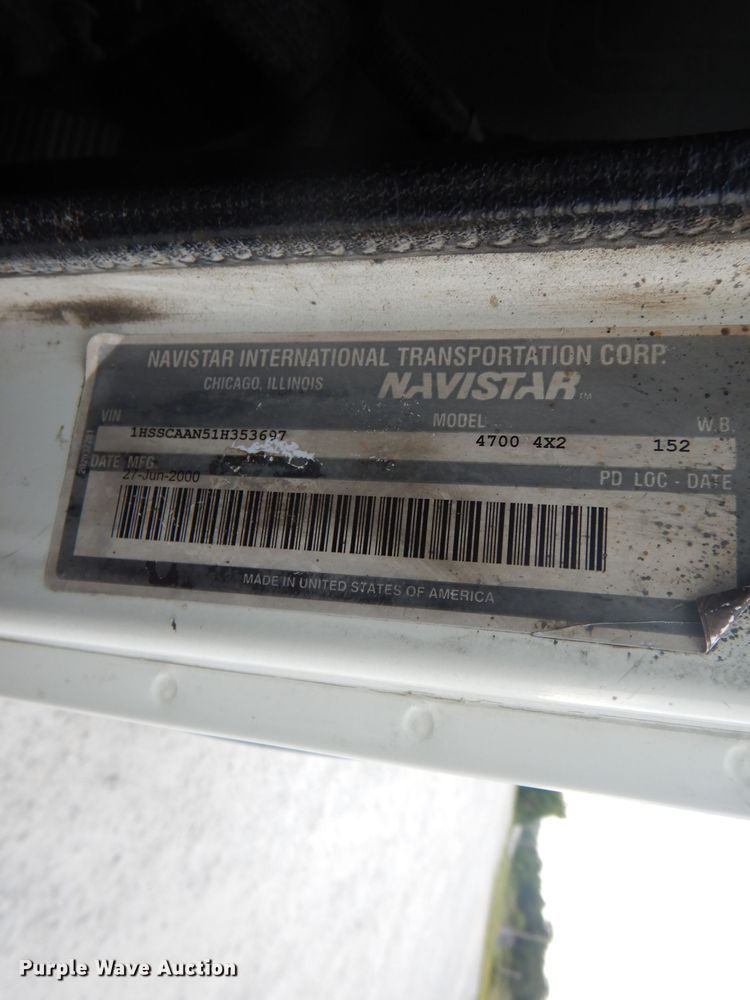 NAVISTAR INTERNATIONAL TRANSPORTATION CORP.
CHICAGO, ILLINOIS NAVISTAR TM
VIN MODEL W.B.
1HSSCAAN51H353697 4700 4X2 152
DATE MFG. PD LOC - DATE
27-Jun-2000
MADE IN UNITED STATES OF AMERICA
Purple Wave Auction